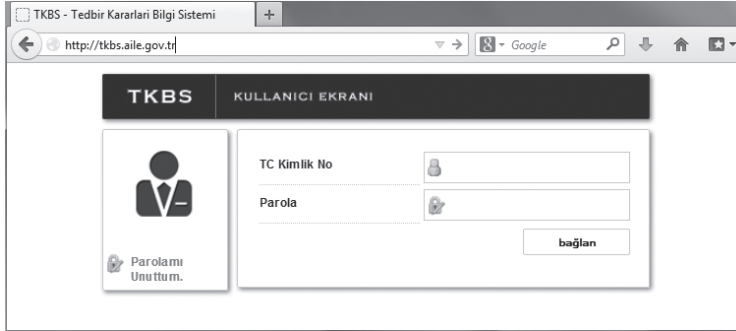 TKBS - Tedbir Kararlari Bilgi Sistemi
http://tkbs.aile.gov.tr
Google
TKBS KULLANICI EKRANI
TC Kimlik No
Parola
bağlan
Parolamı
Unuttum.